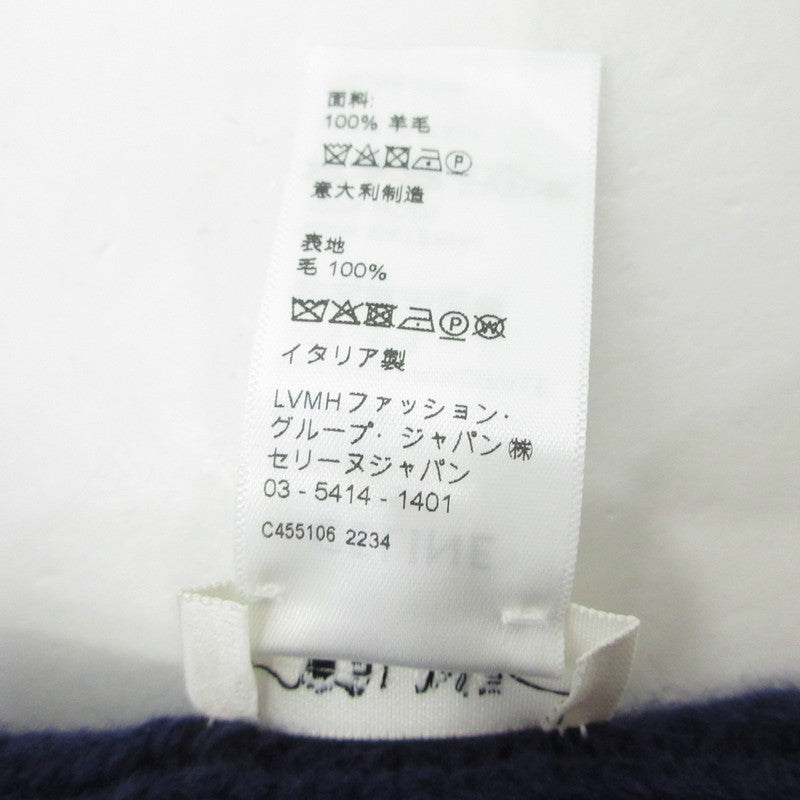 面料:
100% 羊毛
P
意大利制造
表地
毛 100%
P W
イタリア製
LVMHファッション・
グループ・ジャパン㈱
セリーヌジャパン
03 - 5414 - 1401
C455106 2234